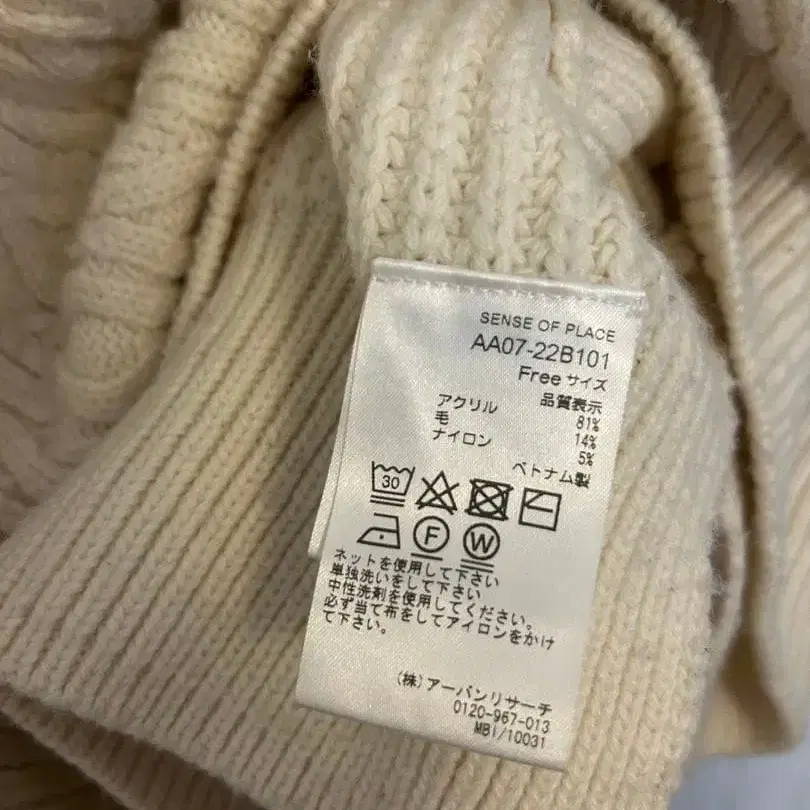 SENSE OF PLACE
AA07-22B101
Free サイズ
品質表示
アクリル 81%
毛 14%
ナイロン 5%
ベトナム製
30
F W
ネットを使用して下さい
単独洗いをして下さい
中性洗剤を使用してください。
必ず当て布をしてアイロンをかけ
て下さい。
(株)アーバンリサーチ
0120-967-013
MBI/10031